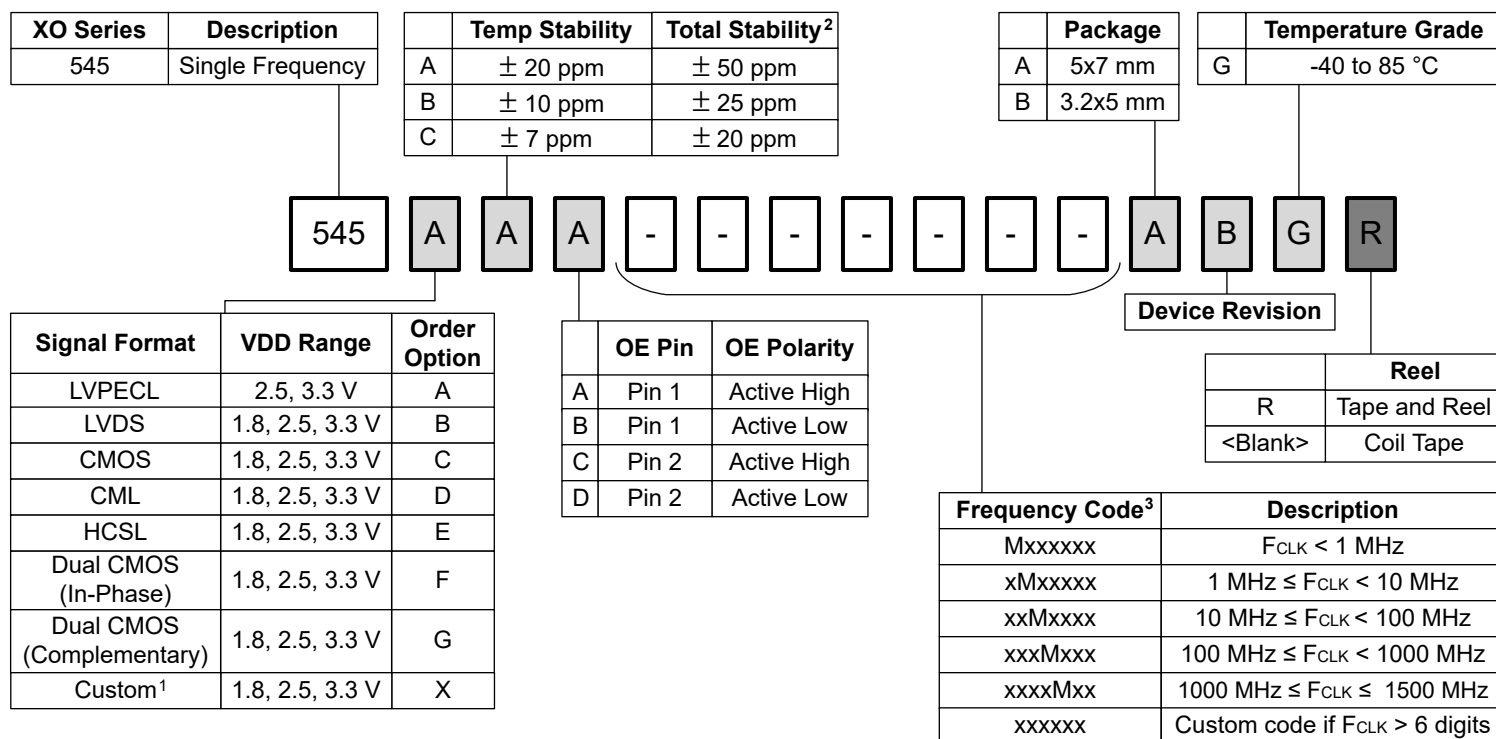 XO Series Description
545 Single Frequency
Temp Stability Total Stability²
A ± 20 ppm ± 50 ppm
B ± 10 ppm ± 25 ppm
C ± 7 ppm ± 20 ppm
Package
A 5x7 mm
B 3.2x5 mm
Temperature Grade
G -40 to 85 °C
545 A A A - - - - - - - A B G R
Signal Format VDD Range Order
Option
LVPECL 2.5, 3.3 V A
LVDS 1.8, 2.5, 3.3 V B
CMOS 1.8, 2.5, 3.3 V C
CML 1.8, 2.5, 3.3 V D
HCSL 1.8, 2.5, 3.3 V E
Dual CMOS
(In-Phase) 1.8, 2.5, 3.3 V F
Dual CMOS
(Complementary) 1.8, 2.5, 3.3 V G
Custom¹ 1.8, 2.5, 3.3 V X
OE Pin OE Polarity
A Pin 1 Active High
B Pin 1 Active Low
C Pin 2 Active High
D Pin 2 Active Low
Device Revision
Reel
R Tape and Reel
<Blank> Coil Tape
Frequency Code³ Description
Mxxxxxx FCLK < 1 MHz
xMxxxxx 1 MHz ≤ FCLK < 10 MHz
xxMxxxx 10 MHz ≤ FCLK < 100 MHz
xxxMxxx 100 MHz ≤ FCLK < 1000 MHz
xxxxMxx 1000 MHz ≤ FCLK ≤ 1500 MHz
xxxxxx Custom code if FCLK > 6 digits